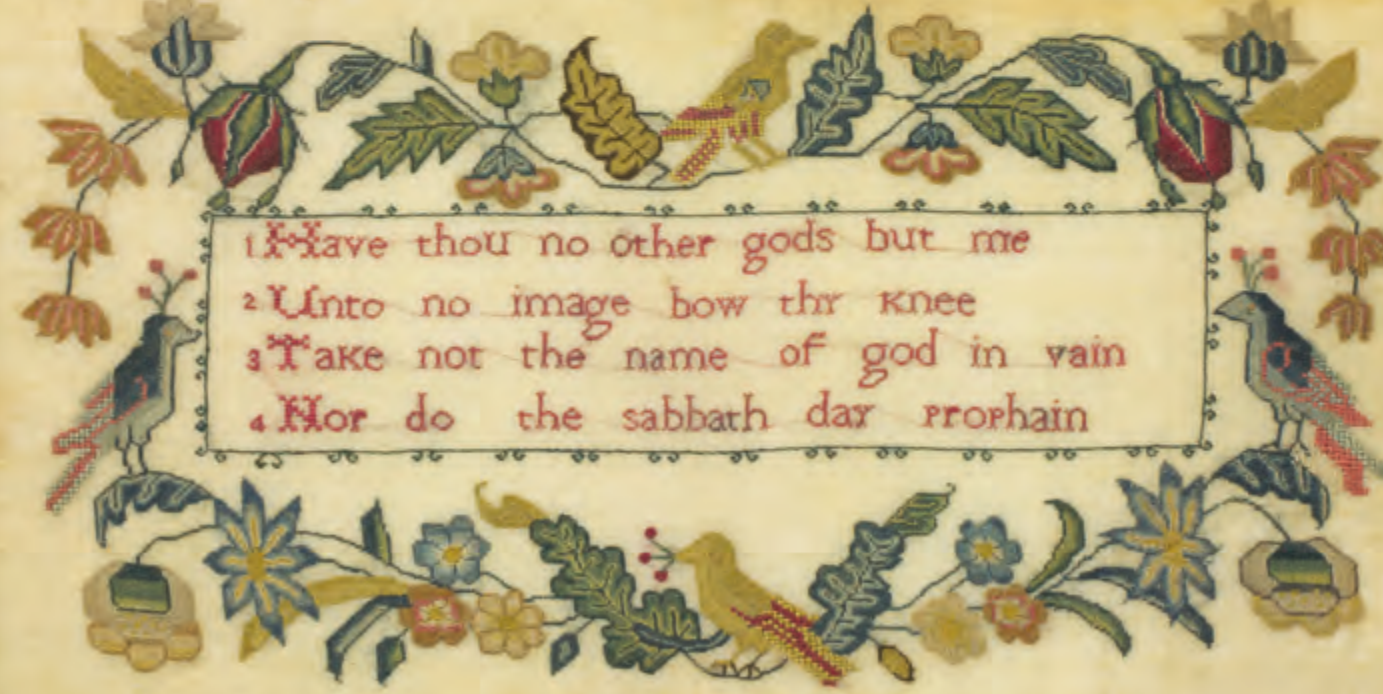 1 Have thou no other gods but me
2 Unto no image bow thy knee
3 Take not the name of god in vain
4 Nor do the sabbath day prophain